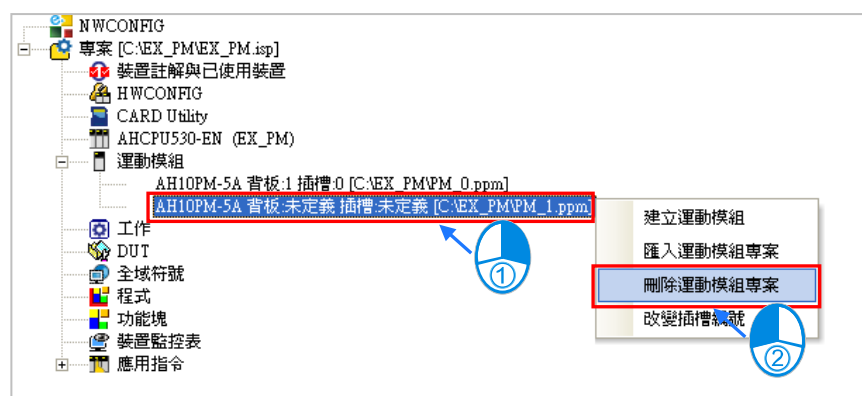 NWCONFIG
專案 [C:\EX_PM\EX_PM.isp]
裝置註解與已使用裝置
HWCONFIG
CARD Utility
AHCPU530-EN (EX_PM)
運動模組
AH10PM-5A 背板:1 插槽:0 [C:\EX_PM\PM_0.ppm]
AH10PM-5A 背板:未定義 插槽:未定義 [C:\EX_PM\PM_1.ppm]
工作
DUT
全域符號
程式
功能塊
裝置監控表
應用指令
建立運動模組
匯入運動模組專案
刪除運動模組專案
改變插槽編號
1
2